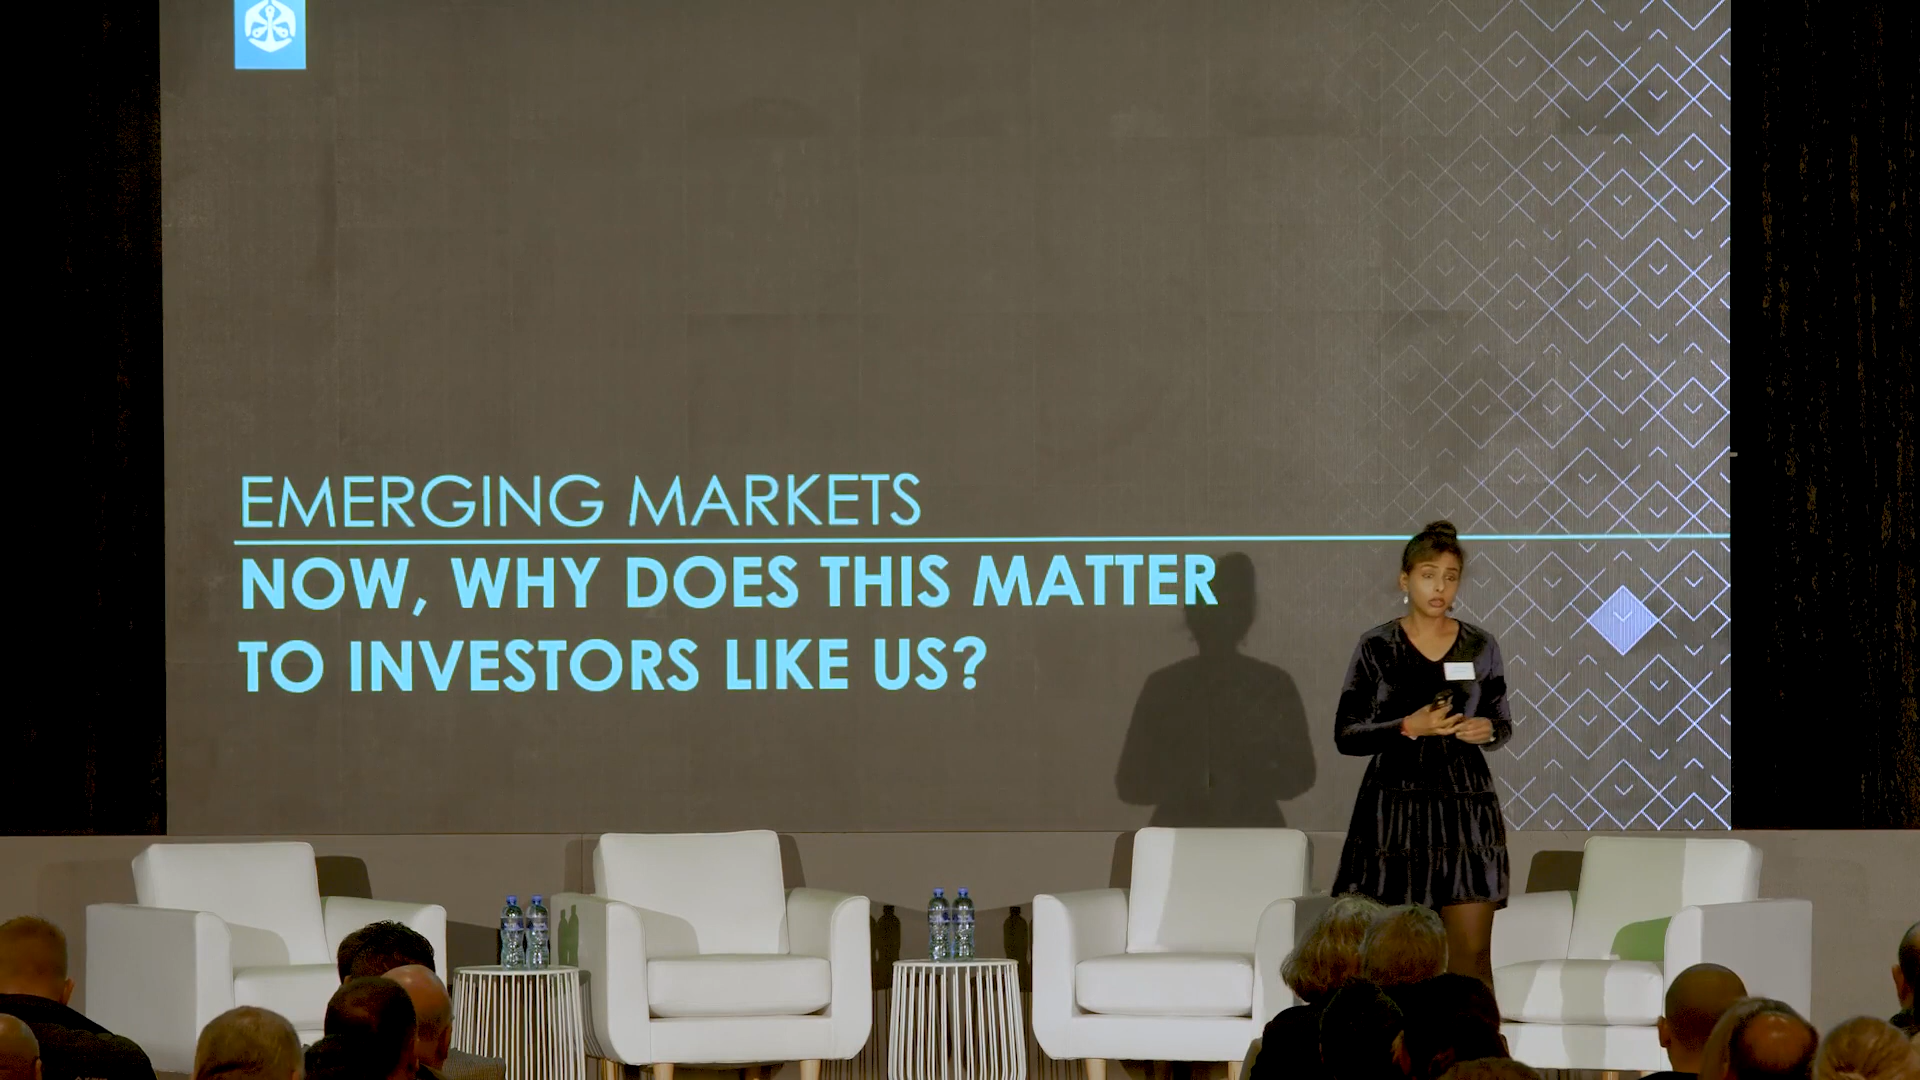 EMERGING MARKETS
NOW, WHY DOES THIS MATTER
TO INVESTORS LIKE US?